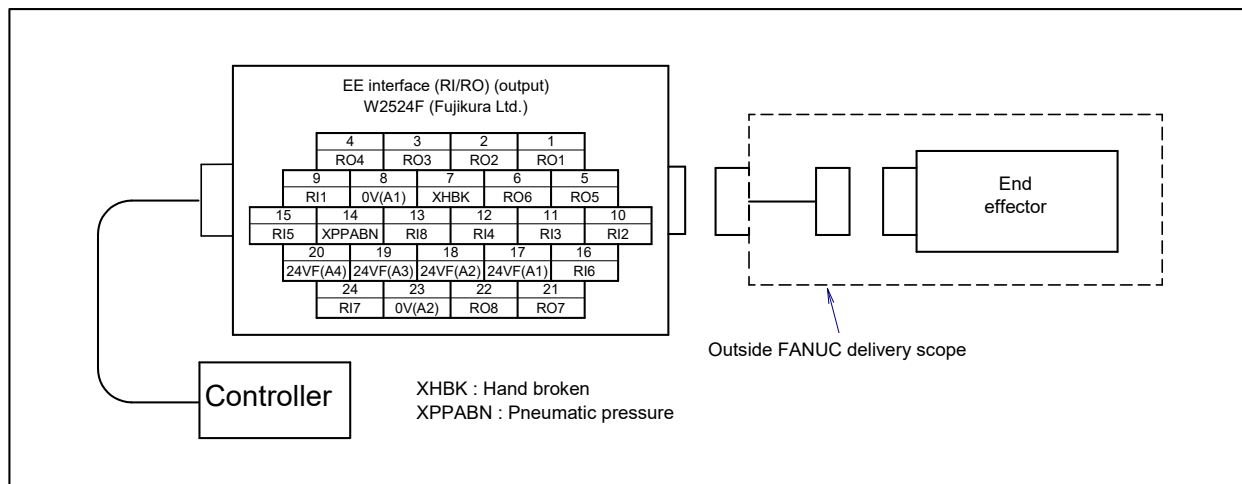 EE interface (RI/RO) (output)
W2524F (Fujikura Ltd.)
4 3 2 1
RO4 RO3 RO2 RO1
9 8 7 6 5
RI1 0V(A1) XHBK RO6 RO5
15 14 13 12 11 10
RI5 XPPABN RI8 RI4 RI3 RI2
20 19 18 17 16
24VF(A4) 24VF(A3) 24VF(A2) 24VF(A1) RI6
24 23 22 21
RI7 0V(A2) RO8 RO7
End
effector
Outside FANUC delivery scope
Controller
XHBK : Hand broken
XPPABN : Pneumatic pressure